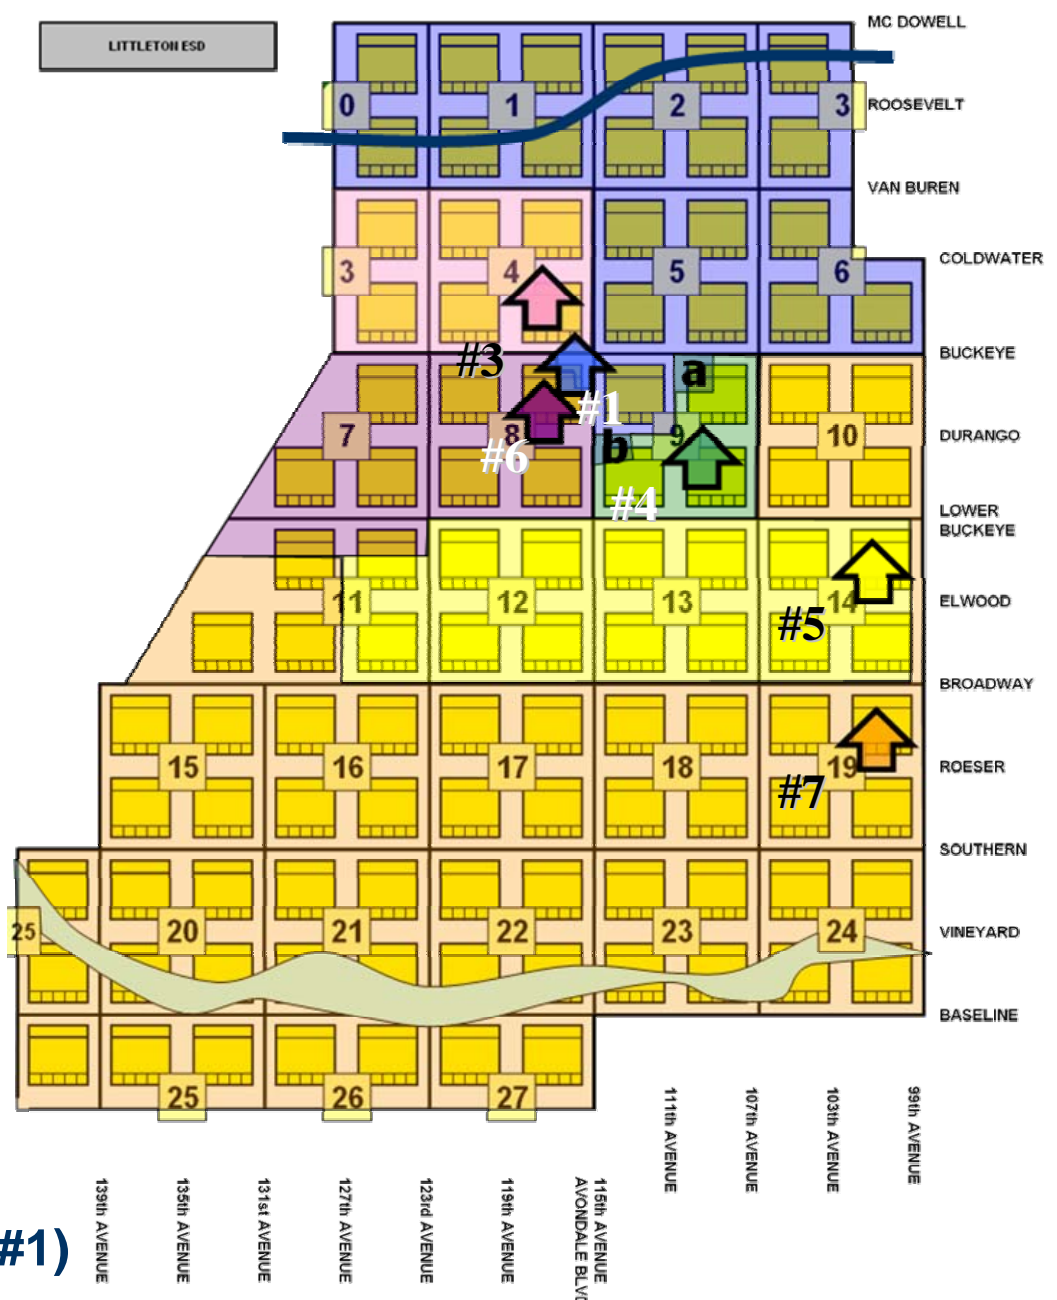 MC DOWELL
LITTLETON ESD
0 1 2 3 ROOSEVELT
VAN BUREN
COLDWATER
3 4 5 6
BUCKEYE
#3 a
#1
7 8 9 10 DURANGO
b
#6
#4
LOWER
BUCKEYE
11 12 13 14 ELWOOD
#5
BROADWAY
15 16 17 18 19 ROESER
#7
SOUTHERN
25 20 21 22 23 24 VINEYARD
BASELINE
25 26 27
139th AVENUE
135th AVENUE
131st AVENUE
127th AVENUE
123rd AVENUE
119th AVENUE
115th AVENUE
AVONDALE BLVD
111th AVENUE
107th AVENUE
103th AVENUE
99th AVENUE
#1)